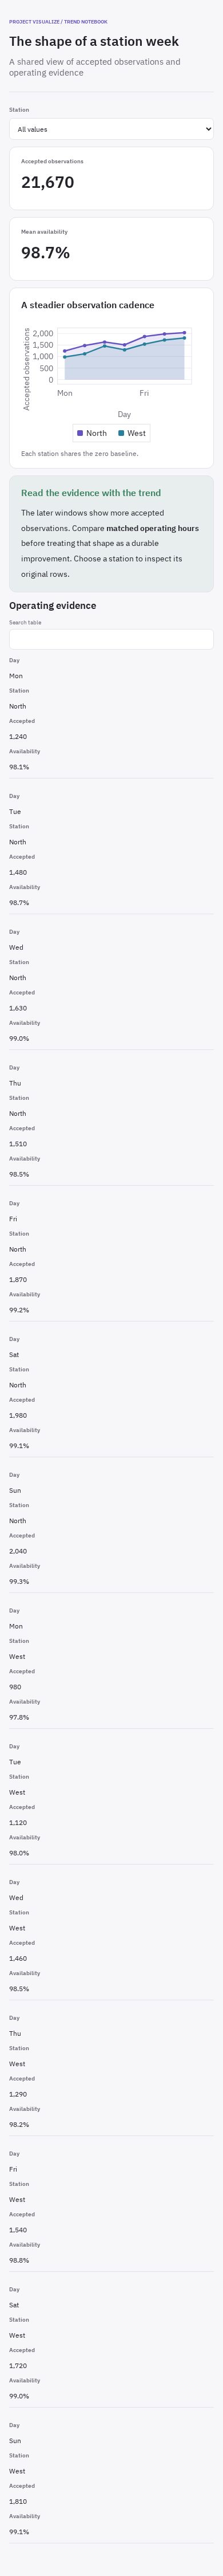 PROJECT VISUALIZE / TREND NOTEBOOK
The shape of a station week
A shared view of accepted observations and
operating evidence
Station
All values
Accepted observations
21,670
Mean availability
98.7%
A steadier observation cadence
Accepted observations
2,000
1,500
1,000
500
0
Mon
Fri
Day
North
West
Each station shares the zero baseline.
Read the evidence with the trend
The later windows show more accepted
observations. Compare matched operating hours
before treating that shape as a durable
improvement. Choose a station to inspect its
original rows.
Operating evidence
Search table
Day
Mon
Station
North
Accepted
1,240
Availability
98.1%
Day
Tue
Station
North
Accepted
1,480
Availability
98.7%
Day
Wed
Station
North
Accepted
1,630
Availability
99.0%
Day
Thu
Station
North
Accepted
1,510
Availability
98.5%
Day
Fri
Station
North
Accepted
1,870
Availability
99.2%
Day
Sat
Station
North
Accepted
1,980
Availability
99.1%
Day
Sun
Station
North
Accepted
2,040
Availability
99.3%
Day
Mon
Station
West
Accepted
980
Availability
97.8%
Day
Tue
Station
West
Accepted
1,120
Availability
98.0%
Day
Wed
Station
West
Accepted
1,460
Availability
98.5%
Day
Thu
Station
West
Accepted
1,290
Availability
98.2%
Day
Fri
Station
West
Accepted
1,540
Availability
98.8%
Day
Sat
Station
West
Accepted
1,720
Availability
99.0%
Day
Sun
Station
West
Accepted
1,810
Availability
99.1%